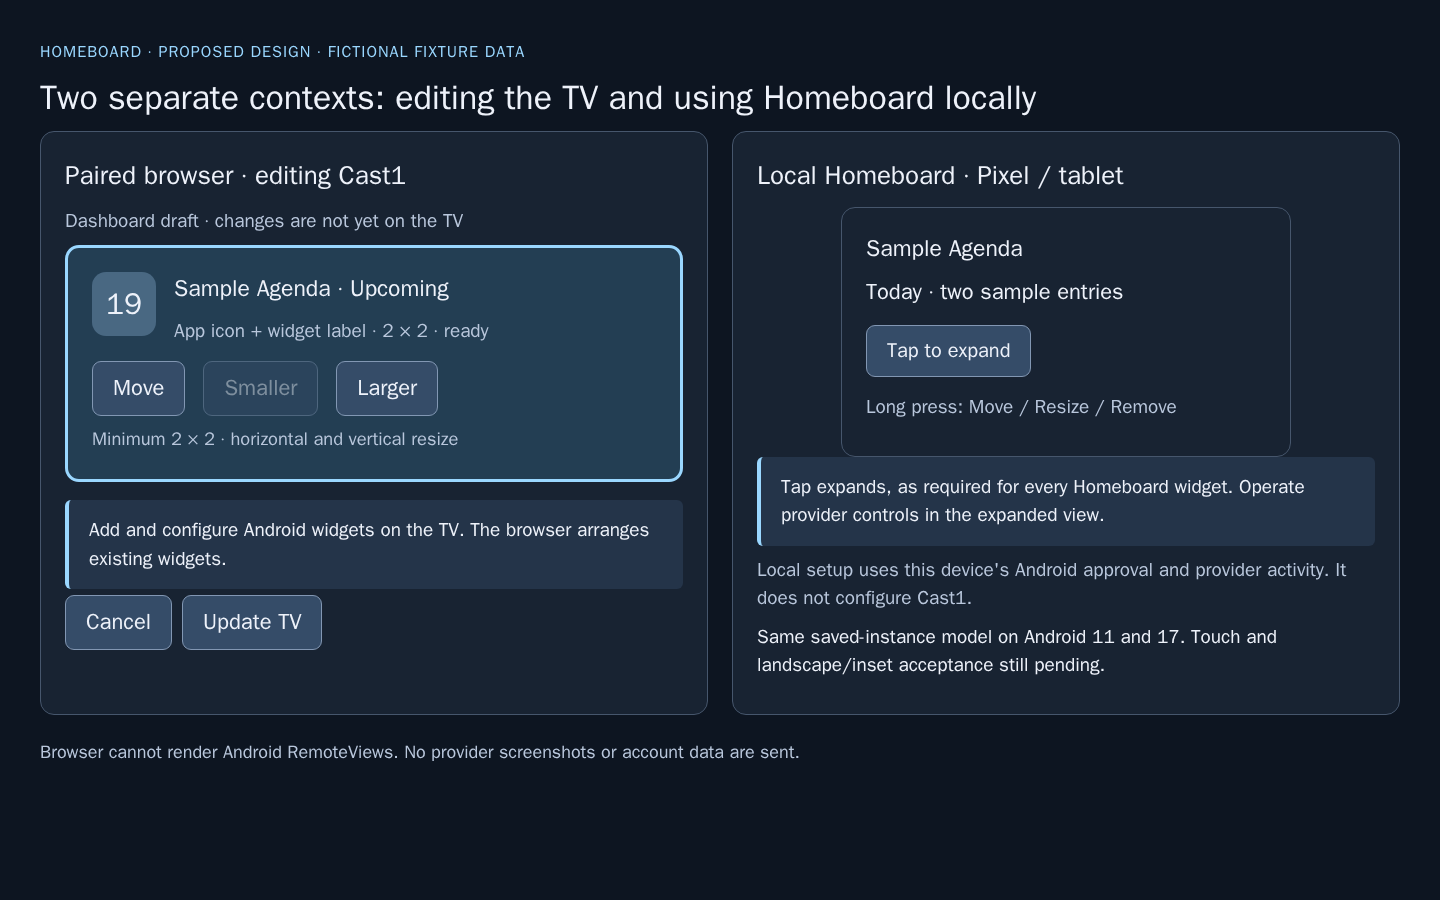 HOMEBOARD · PROPOSED DESIGN · FICTIONAL FIXTURE DATA
Two separate contexts: editing the TV and using Homeboard locally
Paired browser · editing Cast1
Dashboard draft · changes are not yet on the TV
19
Sample Agenda · Upcoming
App icon + widget label · 2 × 2 · ready
Move
Smaller
Larger
Minimum 2 × 2 · horizontal and vertical resize
Add and configure Android widgets on the TV. The browser arranges
existing widgets.
Cancel
Update TV
Local Homeboard · Pixel / tablet
Sample Agenda
Today · two sample entries
Tap to expand
Long press: Move / Resize / Remove
Tap expands, as required for every Homeboard widget. Operate
provider controls in the expanded view.
Local setup uses this device's Android approval and provider activity. It
does not configure Cast1.
Same saved-instance model on Android 11 and 17. Touch and
landscape/inset acceptance still pending.
Browser cannot render Android RemoteViews. No provider screenshots or account data are sent.